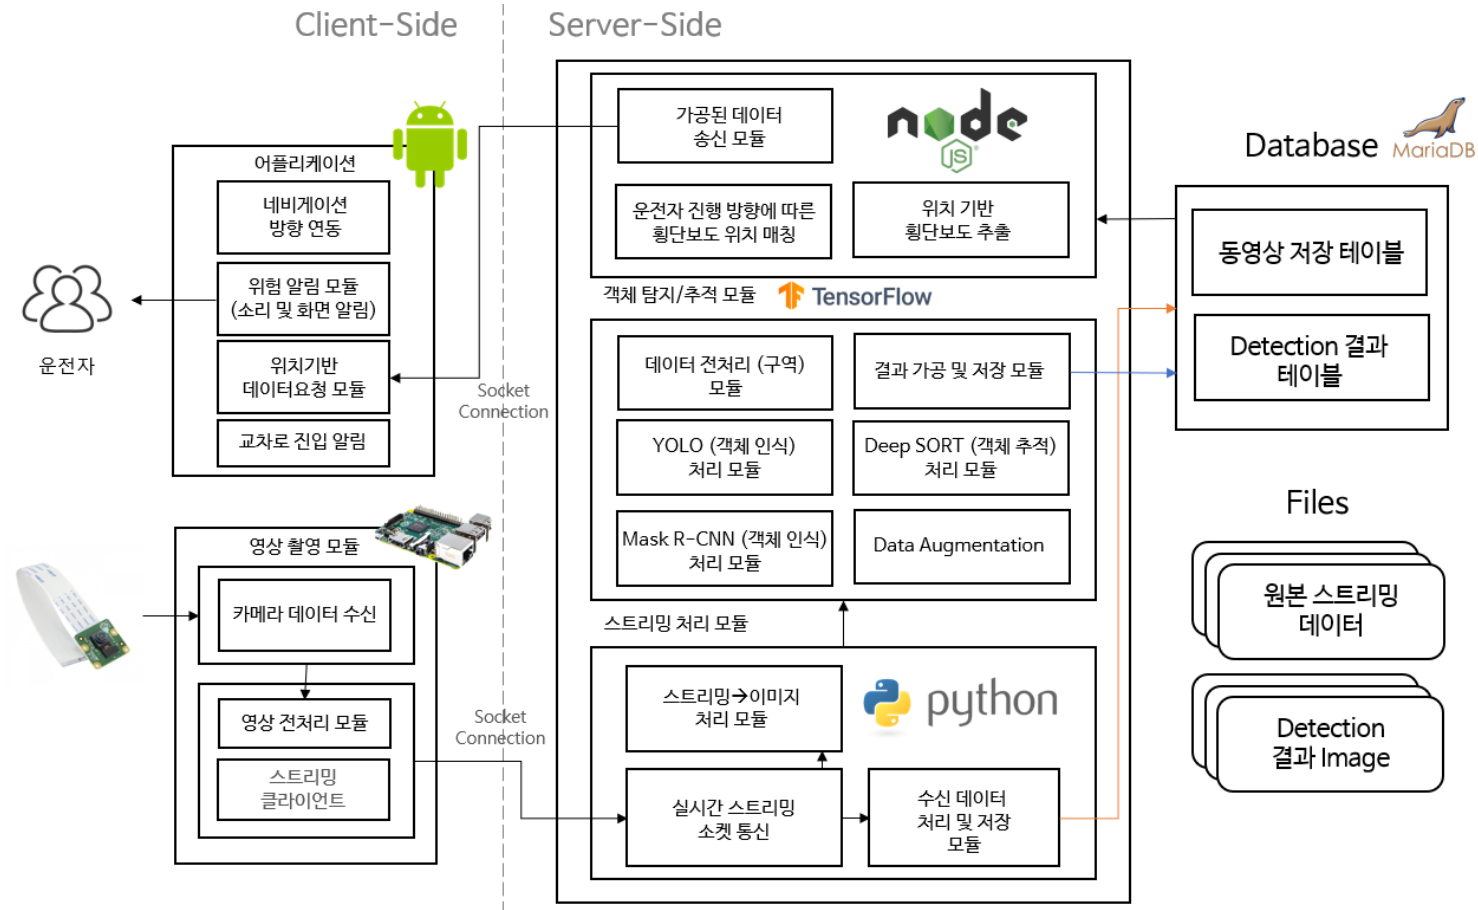 Client-Side
Server-Side
어플리케이션
네비게이션
방향 연동
위험 알림 모듈
(소리 및 화면 알림)
위치기반
데이터요청 모듈
교차로 진입 알림
운전자
Socket
Connection
영상 촬영 모듈
카메라 데이터 수신
영상 전처리 모듈
스트리밍
클라이언트
Socket
Connection
가공된 데이터
송신 모듈
node
JS
운전자 진행 방향에 따른
횡단보도 위치 매칭
위치 기반
횡단보도 추출
객체 탐지/추적 모듈
TensorFlow
데이터 전처리 (구역)
모듈
결과 가공 및 저장 모듈
YOLO (객체 인식)
처리 모듈
Deep SORT (객체 추적)
처리 모듈
Mask R-CNN (객체 인식)
처리 모듈
Data Augmentation
스트리밍 처리 모듈
스트리밍→이미지
처리 모듈
python
실시간 스트리밍
소켓 통신
수신 데이터
처리 및 저장
모듈
Database
MariaDB
동영상 저장 테이블
Detection 결과
테이블
Files
원본 스트리밍
데이터
Detection
결과 Image